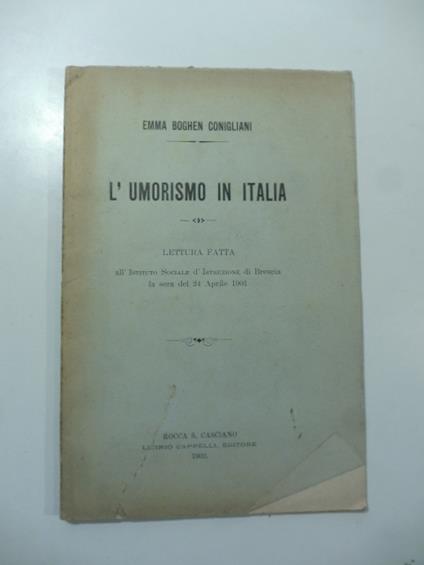 EMMA BOGHEN CONIGLIANI
L' UMORISMO IN ITALIA
LETTURA FATTA
all' Istituto Sociale d' Istruzione di Brescia
la sera del 24 Aprile 1901
ROCCA S. CASCIANO
LICINIO CAPPELLI, EDITORE
1902.